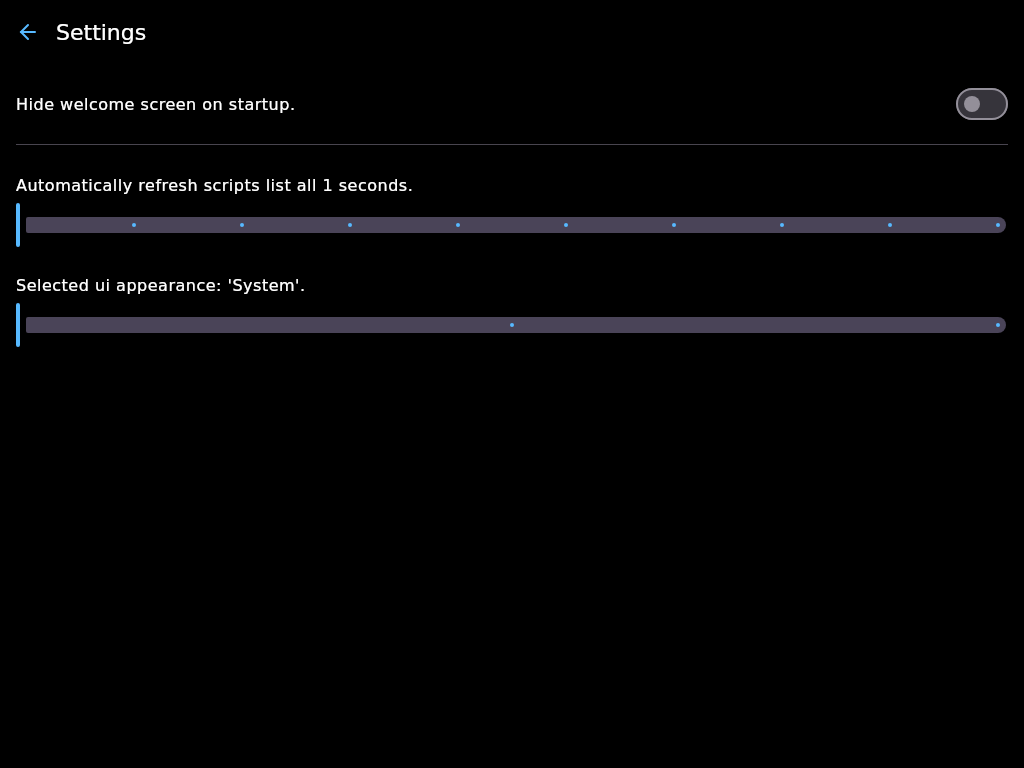 Settings
Hide welcome screen on startup.
Automatically refresh scripts list all 1 seconds.
Selected ui appearance: 'System'.